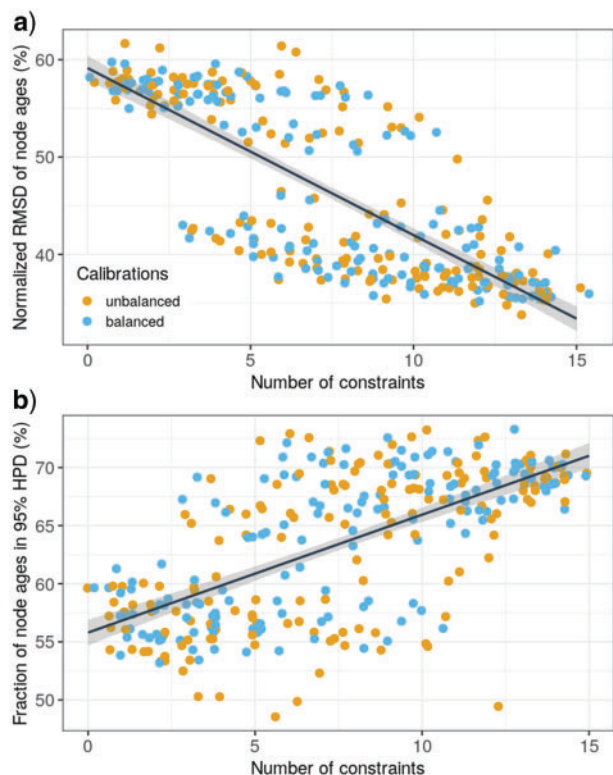 a)
Normalized RMSD of node ages (%)
60
50
40
Calibrations
unbalanced
balanced
0 5 10 15
Number of constraints
b)
Fraction of node ages in 95% HPD (%)
70
65
60
55
50
0 5 10 15
Number of constraints